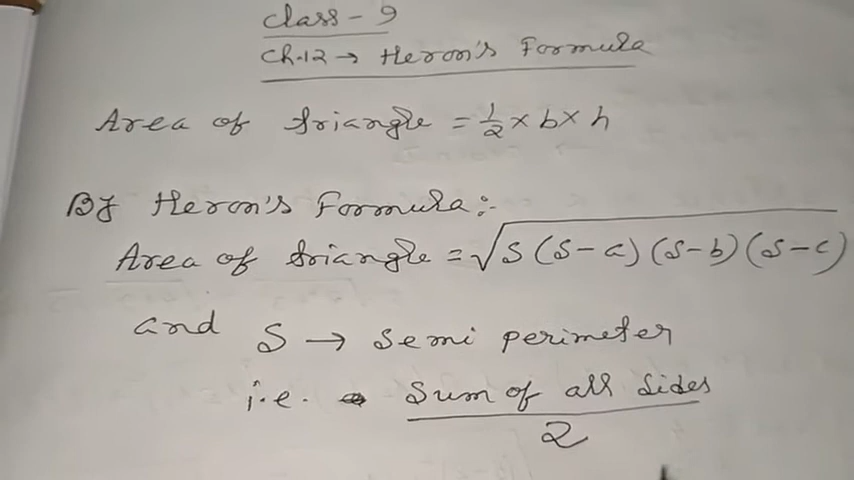 Class - 9
Ch.12 → Heron's Formula
Area of triangle = 1/2 × b × h
By Heron's Formula :-
Area of triangle = √S(S-a)(S-b)(S-c)
and S → Semi perimeter
i.e. Sum of all Sides
2